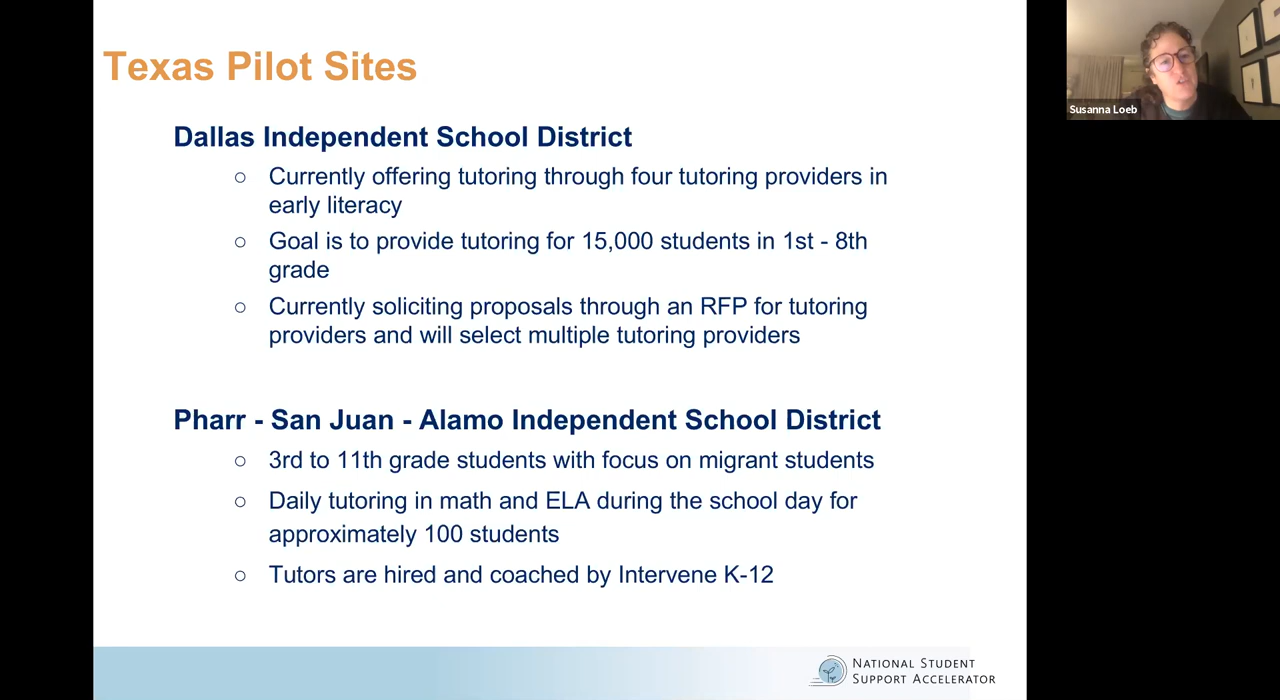 Texas Pilot Sites
Susanna Loeb
Dallas Independent School District
○ Currently offering tutoring through four tutoring providers in
early literacy
○ Goal is to provide tutoring for 15,000 students in 1st - 8th
grade
○ Currently soliciting proposals through an RFP for tutoring
providers and will select multiple tutoring providers
Pharr - San Juan - Alamo Independent School District
○ 3rd to 11th grade students with focus on migrant students
○ Daily tutoring in math and ELA during the school day for
approximately 100 students
○ Tutors are hired and coached by Intervene K-12
NATIONAL STUDENT
SUPPORT ACCELERATOR